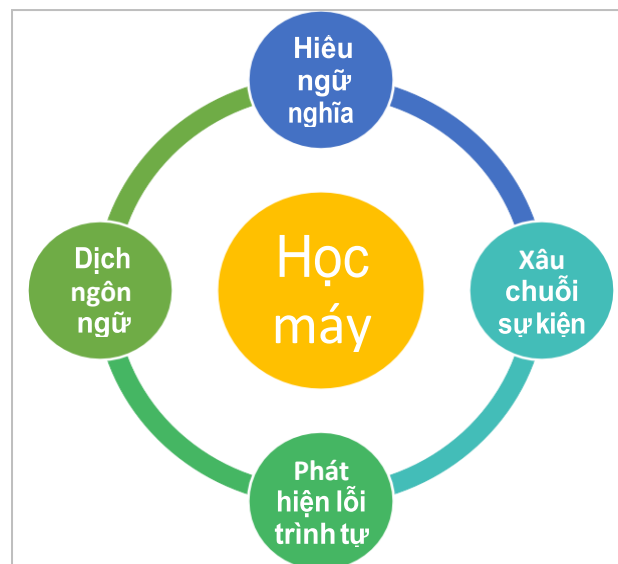 Hiêu
ngữ
nghĩa
Dịch
ngôn
ngữ
Học
máy
Xâu
chuỗi
sự kiện
Phát
hiện lỗi
trình tự